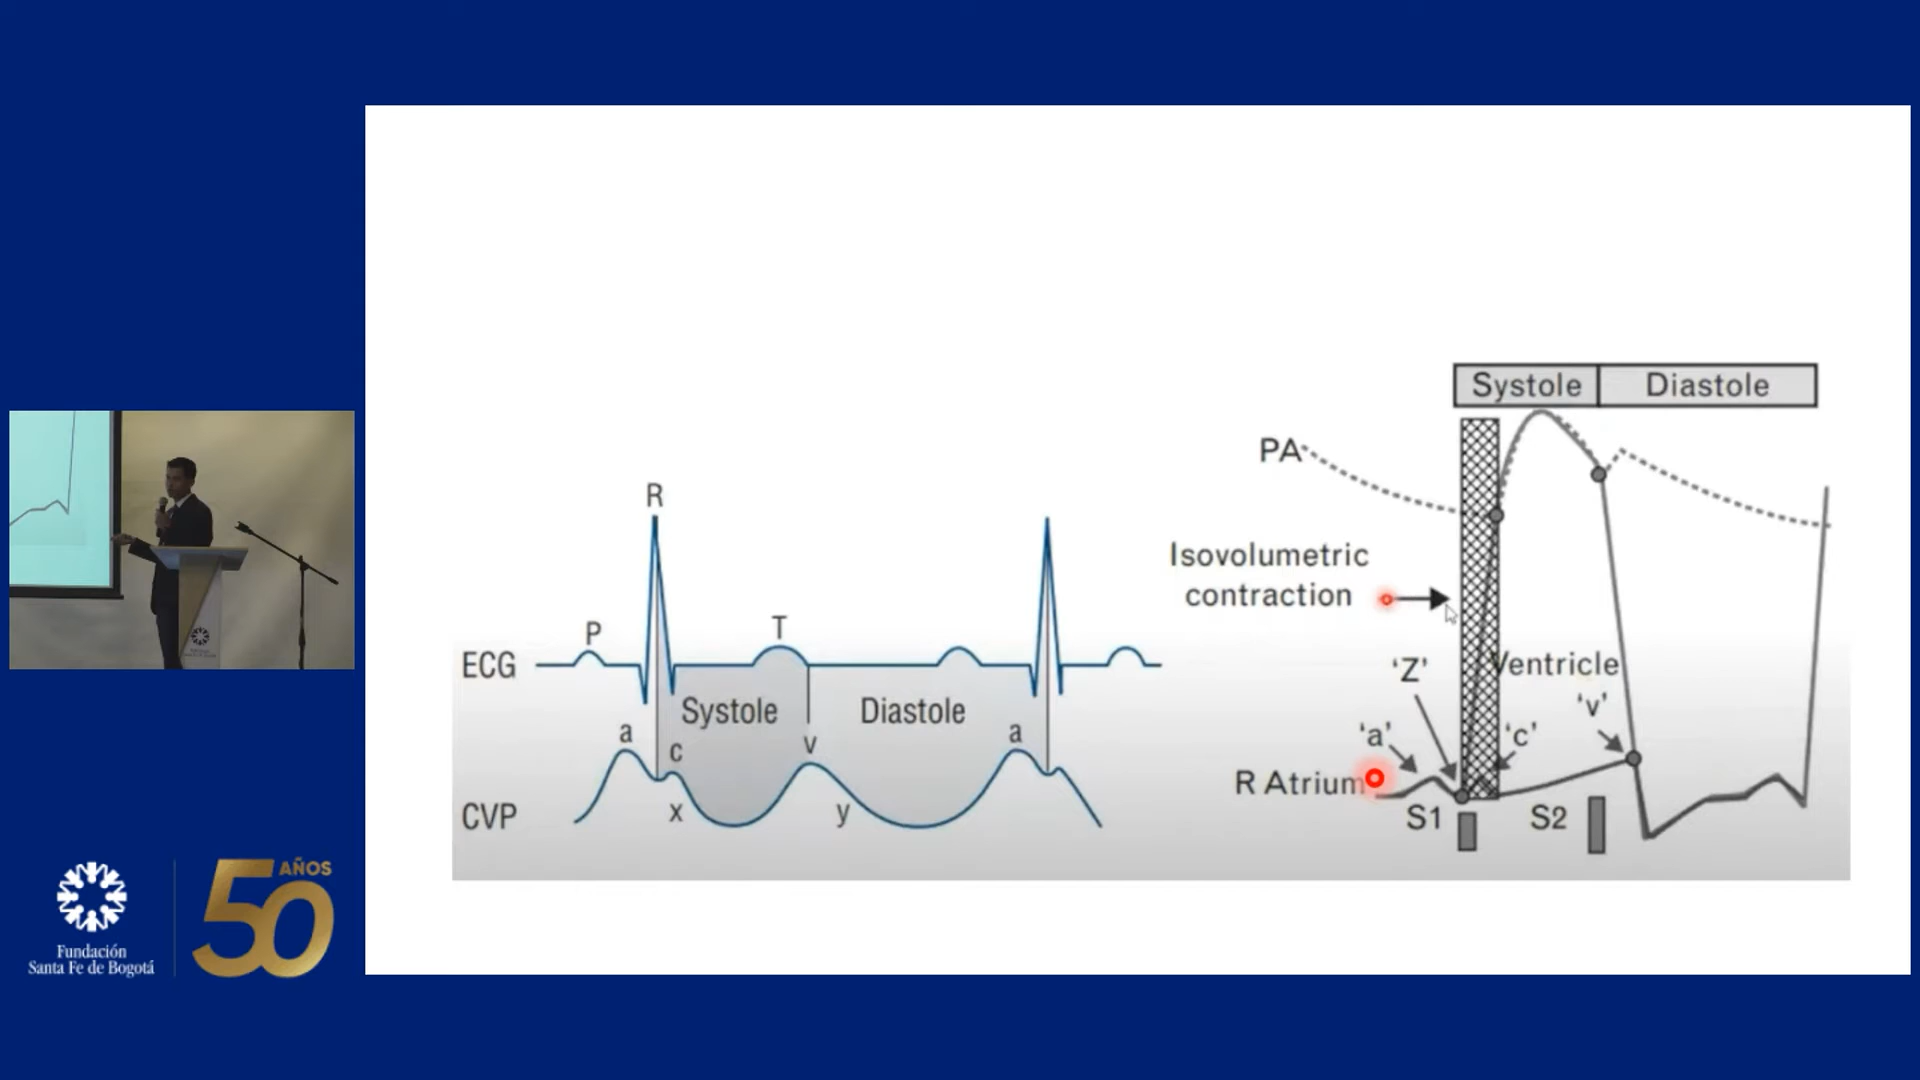 Systole Diastole
PA
R
Isovolumetric
contraction
P
T
ECG
'Z'
Ventricle
'v'
Systole
Diastole
a
c
v
a
'a'
'c'
R Atrium
CVP
x
y
S1
S2
50 AÑOS
Fundación
Santa Fe de Bogotá